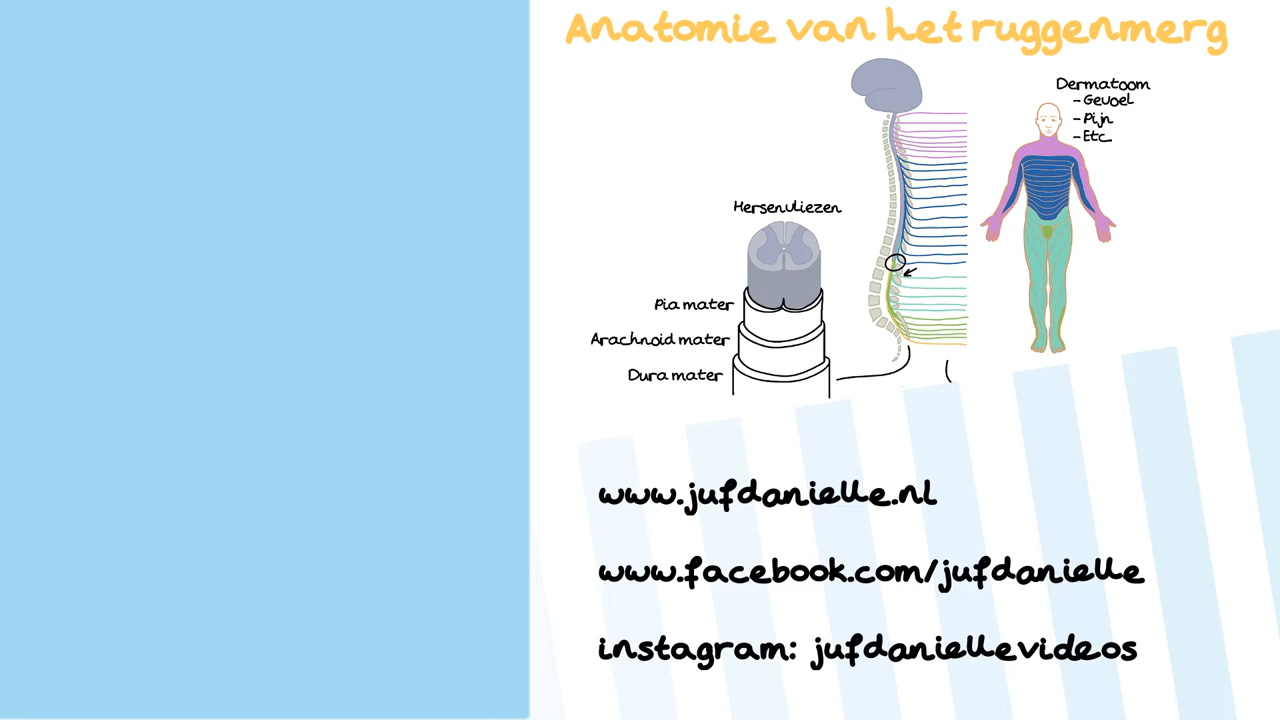 Anatomie van het ruggenmerg
Dermatoom
- Gevoel
- Pijn
- Etc.
Hersenvliezen
Pia mater
Arachnoid mater
Dura mater
www.jufdanielle.nl
www.facebook.com/jufdanielle
instagram: jufdaniellevideos